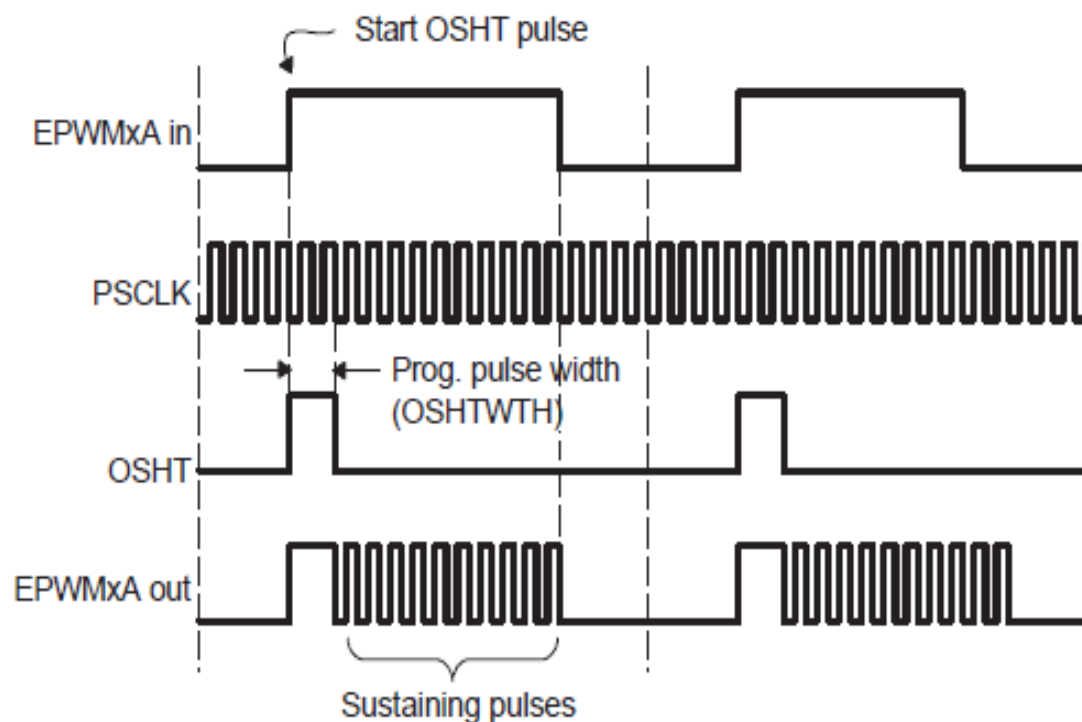 Start OSHT pulse
EPWMxA in
PSCLK
Prog. pulse width
(OSHTWTH)
OSHT
EPWMxA out
Sustaining pulses